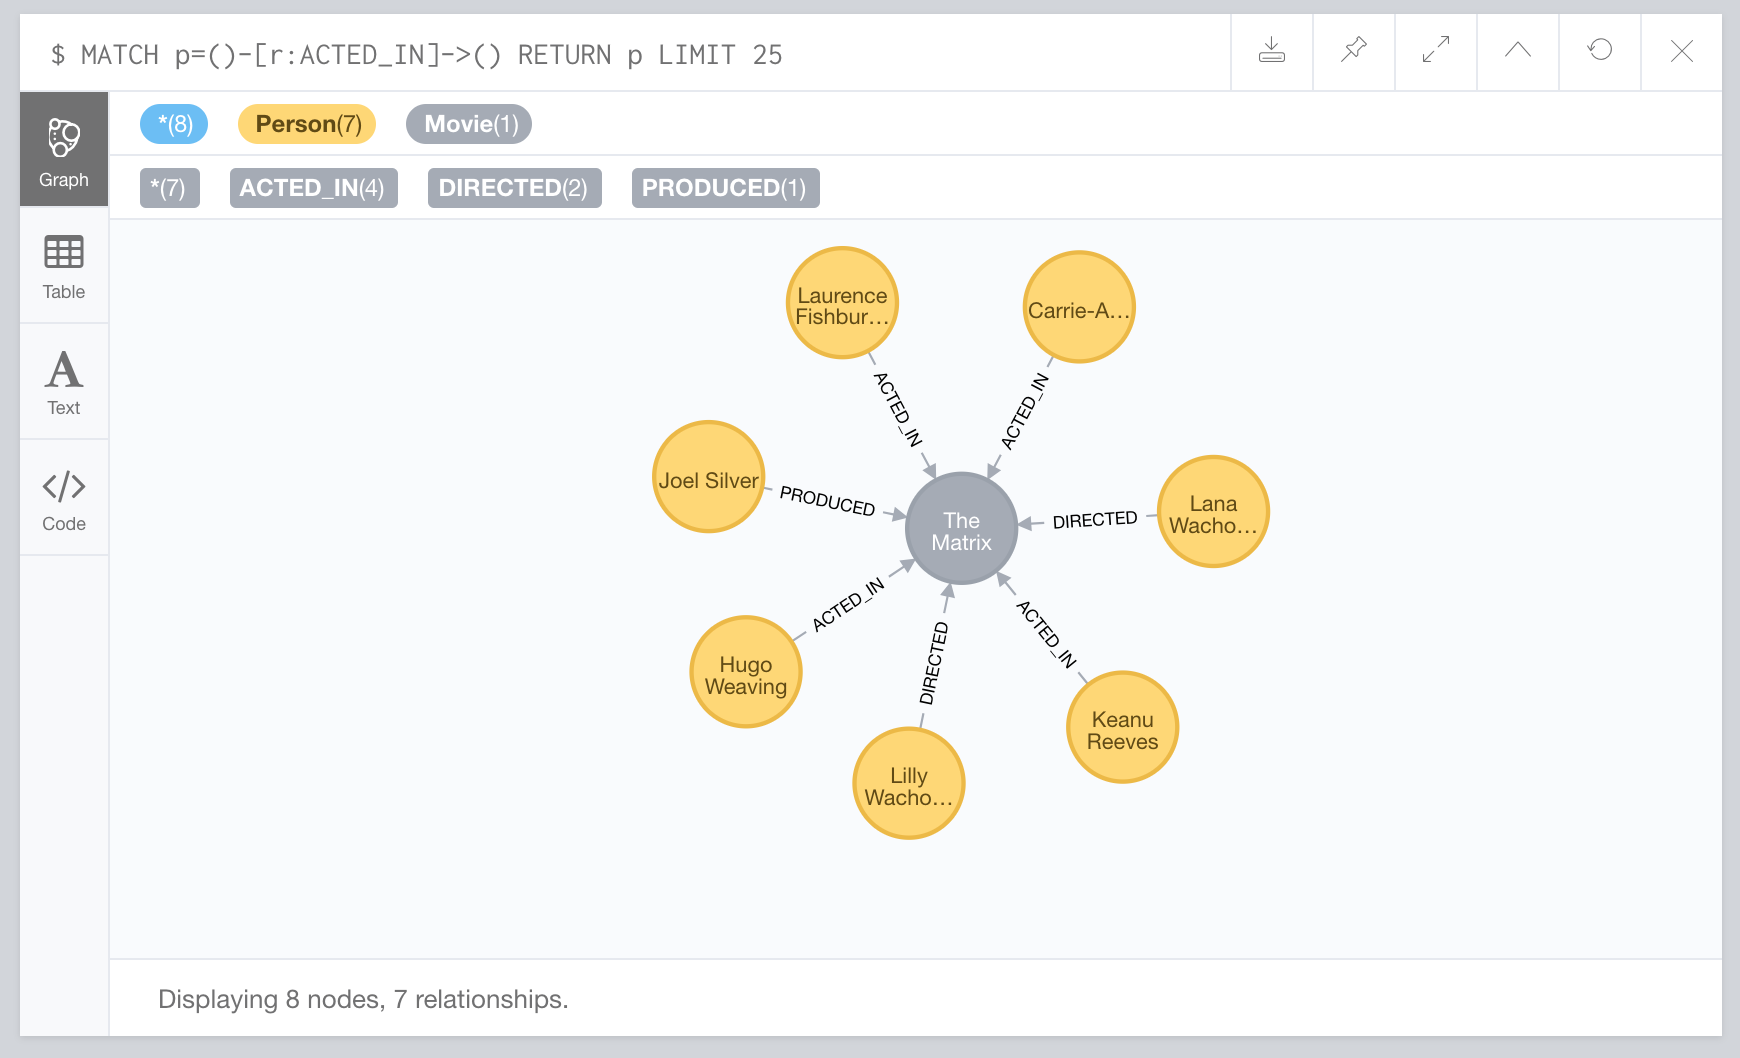 $ MATCH p=()-[r:ACTED_IN]->() RETURN p LIMIT 25
*(8) Person(7) Movie(1)
*(7) ACTED_IN(4) DIRECTED(2) PRODUCED(1)
Graph
Table
Text
Code
Laurence
Fishbur…
Carrie-A…
ACTED_IN
ACTED_IN
Joel Silver
PRODUCED
The
Matrix
DIRECTED
Lana
Wacho…
ACTED_IN
Hugo
Weaving
DIRECTED
Lilly
Wacho…
ACTED_IN
Keanu
Reeves
Displaying 8 nodes, 7 relationships.